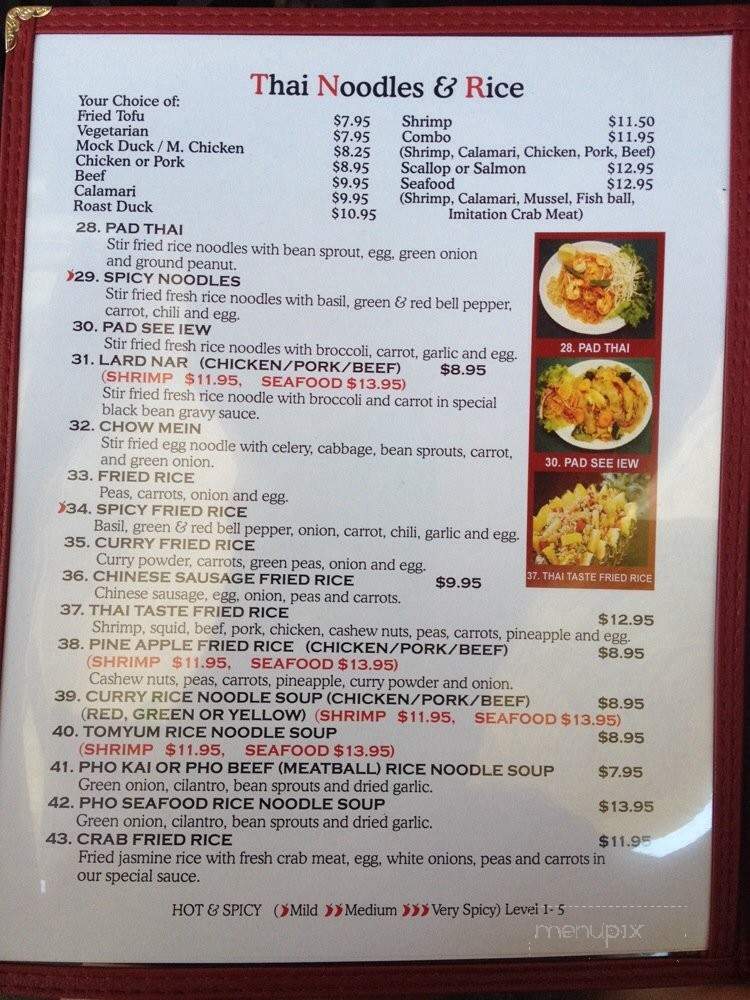 Thai Noodles & Rice
Your Choice of:
Fried Tofu $7.95
Vegetarian $7.95
Mock Duck / M. Chicken $8.25
Chicken or Pork $8.95
Beef $9.95
Calamari $9.95
Roast Duck $10.95
Shrimp $11.50
Combo $11.95
(Shrimp, Calamari, Chicken, Pork, Beef)
Scallop or Salmon $12.95
Seafood $12.95
(Shrimp, Calamari, Mussel, Fish ball,
Imitation Crab Meat)
28. PAD THAI
Stir fried rice noodles with bean sprout, egg, green onion
and ground peanut.
29. SPICY NOODLES
Stir fried fresh rice noodles with basil, green & red bell pepper,
carrot, chili and egg.
30. PAD SEE IEW
Stir fried fresh rice noodles with broccoli, carrot, garlic and egg.
31. LARD NAR (CHICKEN/PORK/BEEF) $8.95
(SHRIMP $11.95, SEAFOOD $13.95)
Stir fried fresh rice noodle with broccoli and carrot in special
black bean gravy sauce.
32. CHOW MEIN
Stir fried egg noodle with celery, cabbage, bean sprouts, carrot,
and green onion.
33. FRIED RICE
Peas, carrots, onion and egg.
34. SPICY FRIED RICE
Basil, green & red bell pepper, onion, carrot, chili, garlic and egg.
35. CURRY FRIED RICE
Curry powder, carrots, green peas, onion and egg.
36. CHINESE SAUSAGE FRIED RICE $9.95
Chinese sausage, egg, onion, peas and carrots.
37. THAI TASTE FRIED RICE $12.95
Shrimp, squid, beef, pork, chicken, cashew nuts, peas, carrots, pineapple and egg.
38. PINE APPLE FRIED RICE (CHICKEN/PORK/BEEF) $8.95
(SHRIMP $11.95, SEAFOOD $13.95)
Cashew nuts, peas, carrots, pineapple, curry powder and onion.
39. CURRY RICE NOODLE SOUP (CHICKEN/PORK/BEEF) $8.95
(RED, GREEN OR YELLOW) (SHRIMP $11.95, SEAFOOD $13.95)
40. TOMYUM RICE NOODLE SOUP $8.95
(SHRIMP $11.95, SEAFOOD $13.95)
41. PHO KAI OR PHO BEEF (MEATBALL) RICE NOODLE SOUP $7.95
Green onion, cilantro, bean sprouts and dried garlic.
42. PHO SEAFOOD RICE NOODLE SOUP $13.95
Green onion, cilantro, bean sprouts and dried garlic.
43. CRAB FRIED RICE $11.95
Fried jasmine rice with fresh crab meat, egg, white onions, peas and carrots in
our special sauce.
HOT & SPICY (Mild Medium Very Spicy) Level 1- 5
28. PAD THAI
30. PAD SEE IEW
37. THAI TASTE FRIED RICE
menupix